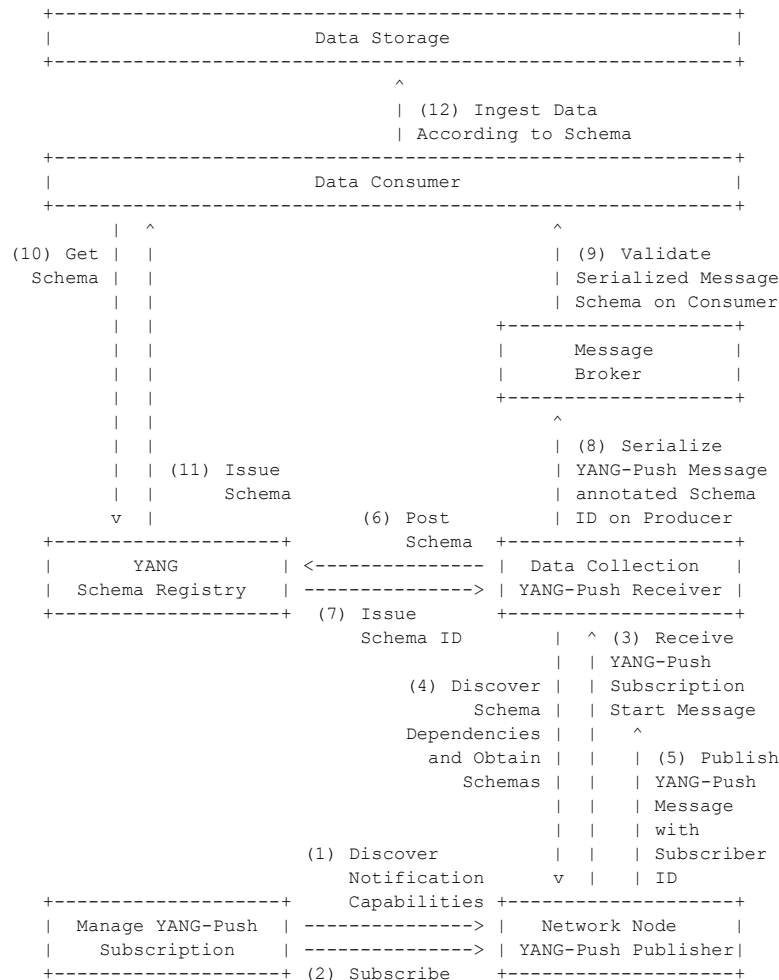 Data Storage
(12) Ingest Data
According to Schema
Data Consumer
(10) Get
Schema
(9) Validate
Serialized Message
Schema on Consumer
Message
Broker
(8) Serialize
(11) Issue
YANG-Push Message
Schema
annotated Schema
(6) Post
ID on Producer
Schema
YANG
Data Collection
Schema Registry
YANG-Push Receiver
(7) Issue
Schema ID
(3) Receive
YANG-Push
(4) Discover
Subscription
Schema
Start Message
Dependencies
and Obtain
(5) Publish
Schemas
YANG-Push
Message
with
(1) Discover
Subscriber
Notification
ID
Capabilities
Manage YANG-Push
Network Node
Subscription
YANG-Push Publisher
(2) Subscribe